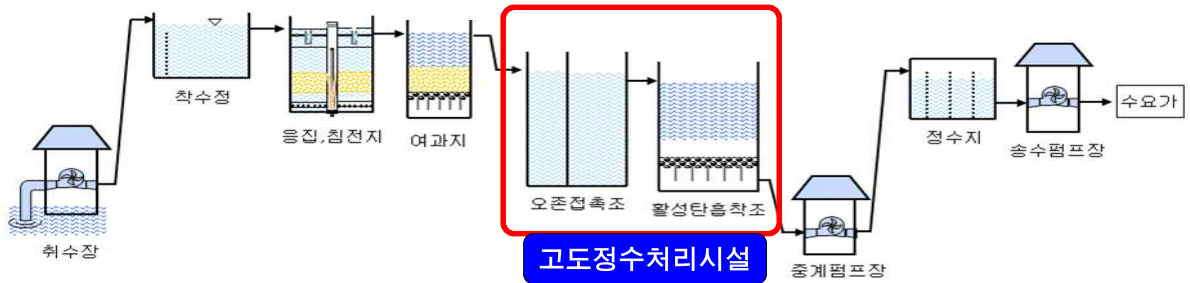 취수장
착수정
응집,침전지
여과지
오존접촉조
활성탄흡착조
고도정수처리시설
중계펌프장
정수지
송수펌프장
수요가